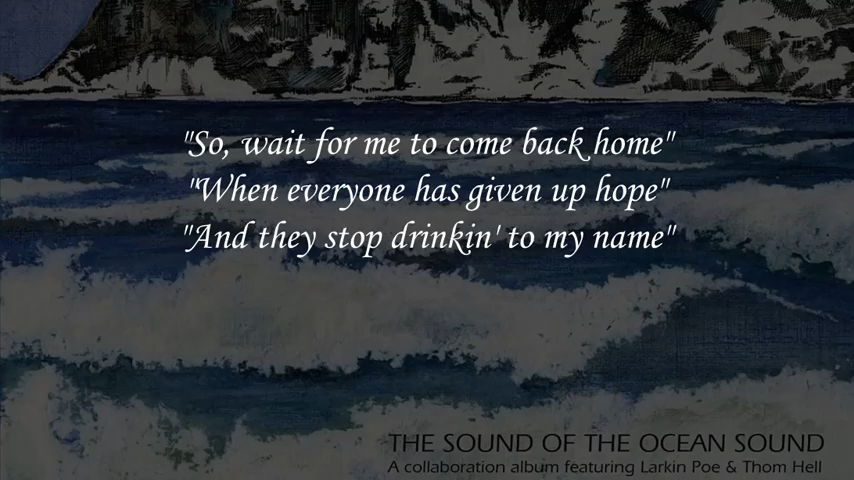 "So, wait for me to come back home"
"When everyone has given up hope"
"And they stop drinkin' to my name"
THE SOUND OF THE OCEAN SOUND
A collaboration album featuring Larkin Poe & Thom Hell